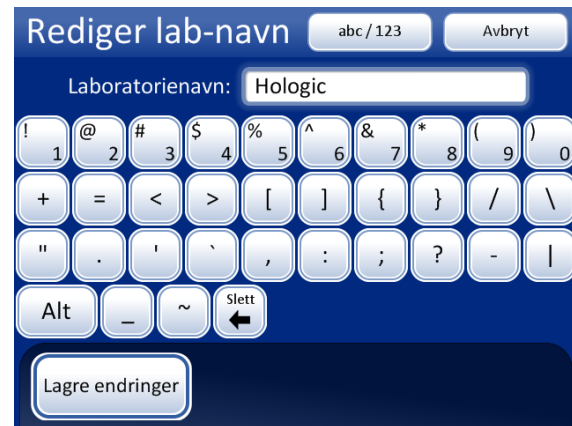 Rediger lab-navn abc / 123 Avbryt
Laboratorienavn: Hologic
! 1 @ 2 # 3 $ 4 % 5 ^ 6 & 7 * 8 ( 9 ) 0
+ = < > [ ] { } / \
" . ' ` , : ; ? - |
Alt _ ~ Slett
Lagre endringer